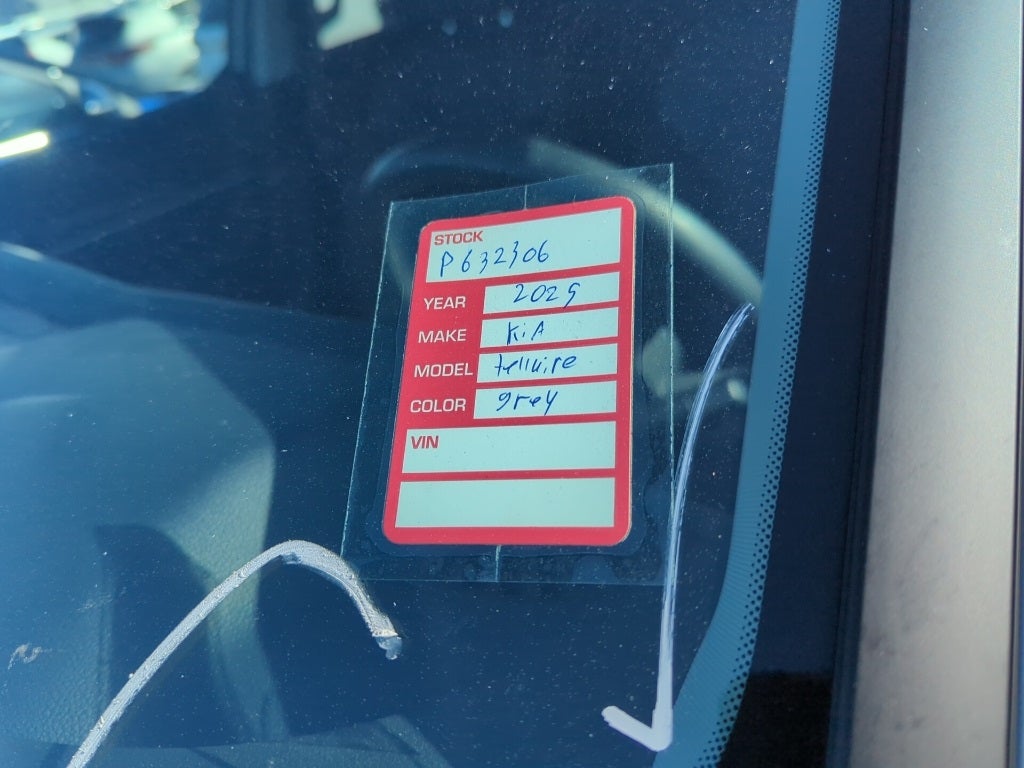 STOCK
P632306
YEAR 2025
MAKE KiA
MODEL telluire
COLOR grey
VIN